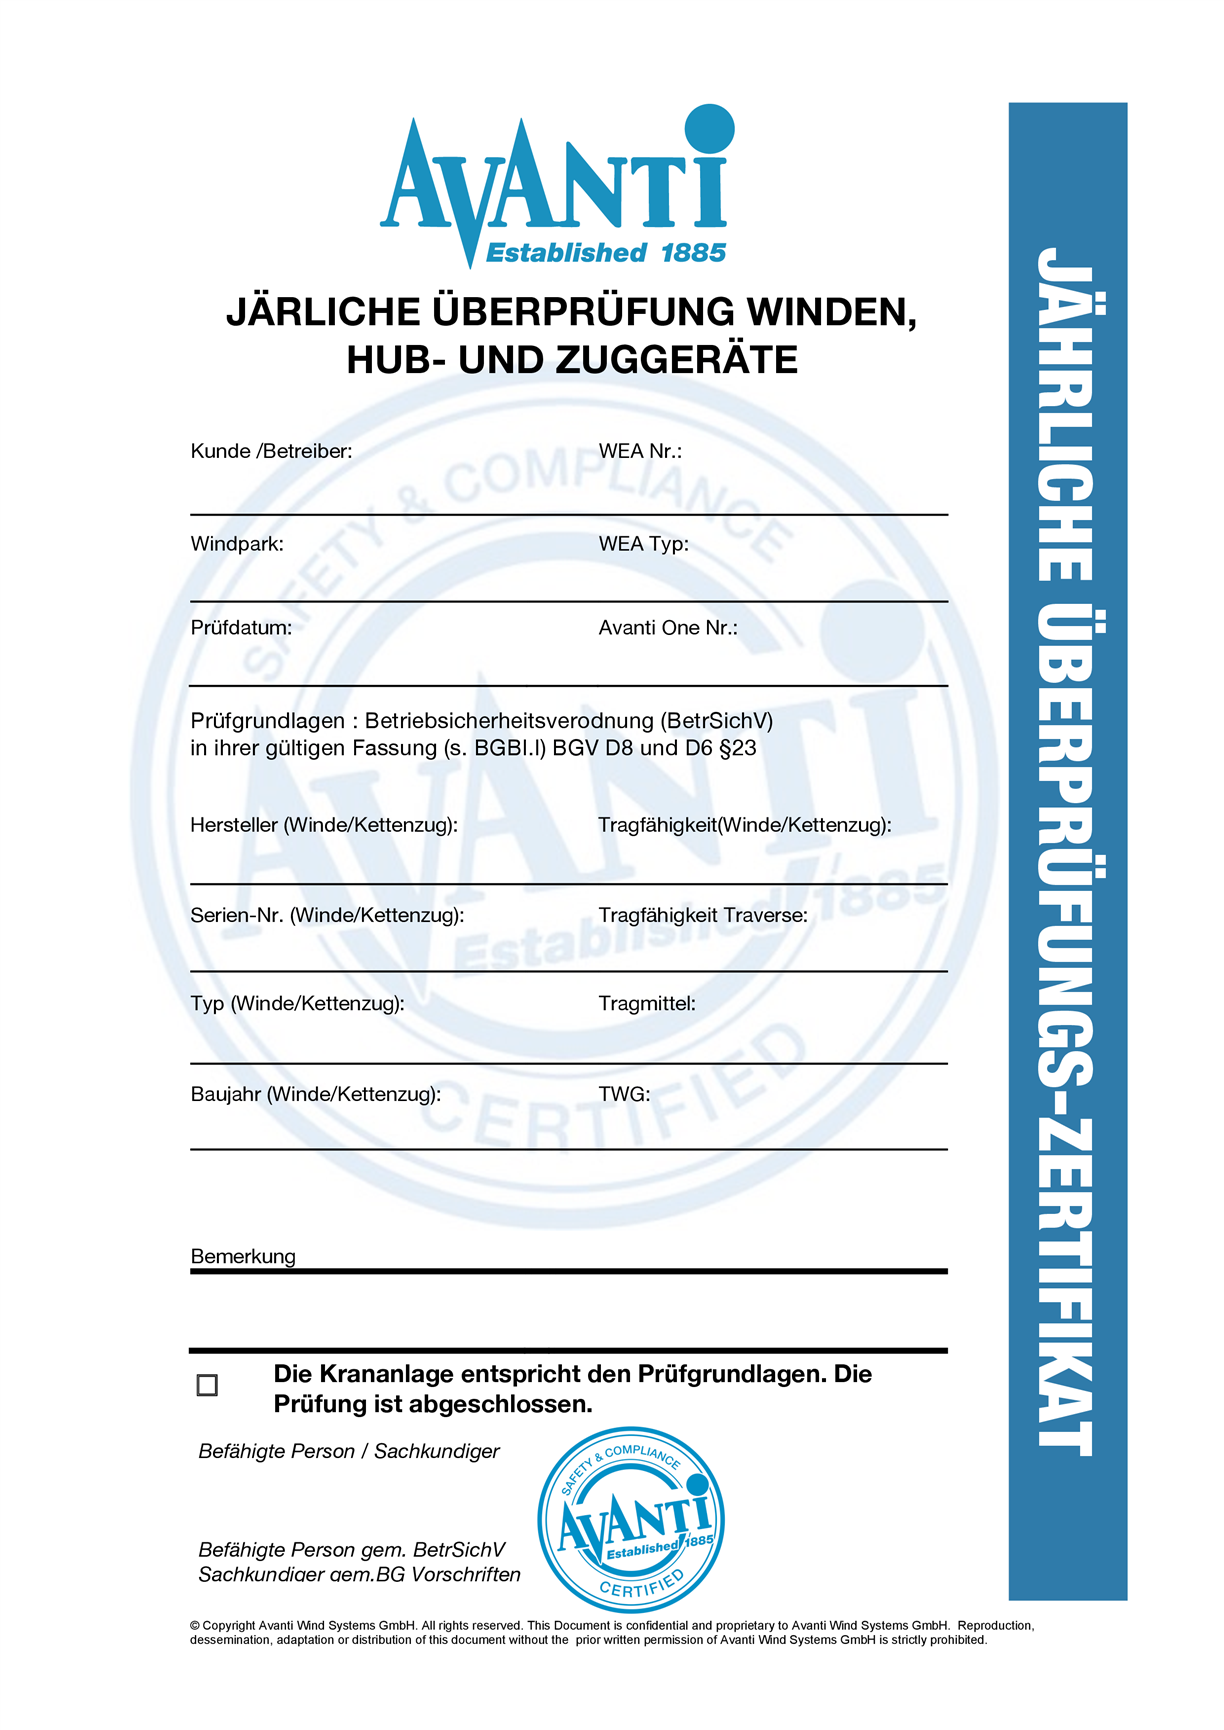 AVANTI
Established 1885
JÄRLICHE ÜBERPRÜFUNG WINDEN,
HUB- UND ZUGGERÄTE
Kunde /Betreiber: WEA Nr.:
Windpark: WEA Typ:
Prüfdatum: Avanti One Nr.:
Prüfgrundlagen : Betriebsicherheitsverodnung (BetrSichV)
in ihrer gültigen Fassung (s. BGBI.I) BGV D8 und D6 §23
Hersteller (Winde/Kettenzug): Tragfähigkeit(Winde/Kettenzug):
Serien-Nr. (Winde/Kettenzug): Tragfähigkeit Traverse:
Typ (Winde/Kettenzug): Tragmittel:
Baujahr (Winde/Kettenzug): TWG:
Bemerkung
Die Krananlage entspricht den Prüfgrundlagen. Die
Prüfung ist abgeschlossen.
Befähigte Person / Sachkundiger
Befähigte Person gem. BetrSichV
Sachkundiger gem.BG Vorschriften
SAFETY & COMPLIANCE
AVANTI
Established 1885
CERTIFIED
© Copyright Avanti Wind Systems GmbH. All rights reserved. This Document is confidential and proprietary to Avanti Wind Systems GmbH. Reproduction,
dessemination, adaptation or distribution of this document without the prior written permission of Avanti Wind Systems GmbH is strictly prohibited.
JÄHRLICHE ÜBERPRÜFUNGS-ZERTIFIKAT
SAFETY & COMPLIANCE
AVANTI
Established 1885
CERTIFIED